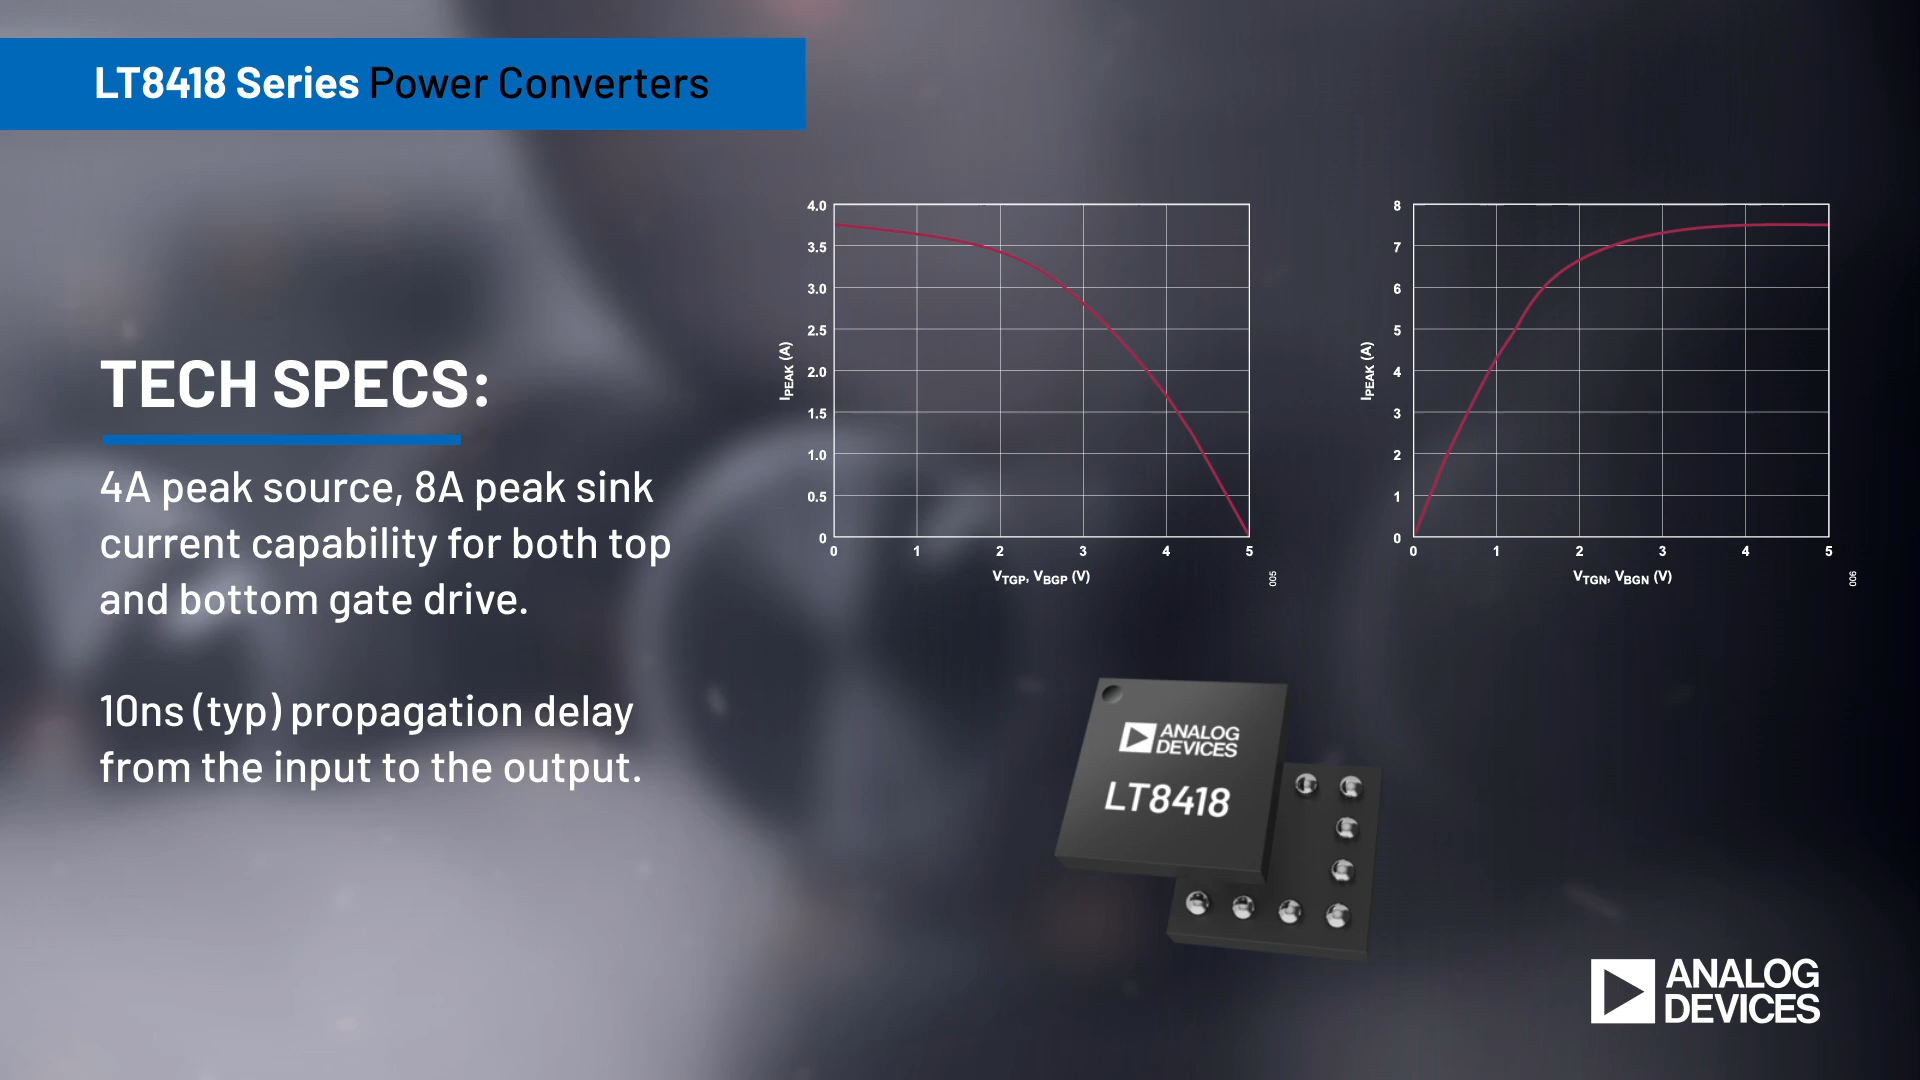 LT8418 Series Power Converters
TECH SPECS:
4A peak source, 8A peak sink
current capability for both top
and bottom gate drive.
10ns (typ) propagation delay
from the input to the output.
4.0
3.5
3.0
2.5
2.0
1.5
1.0
0.5
0
IPEAK (A)
0 1 2 3 4 5
VTGP, VBGP (V)
005
8
7
6
5
4
3
2
1
0
IPEAK (A)
0 1 2 3 4 5
VTGN, VBGN (V)
006
ANALOG
DEVICES
LT8418
ANALOG
DEVICES